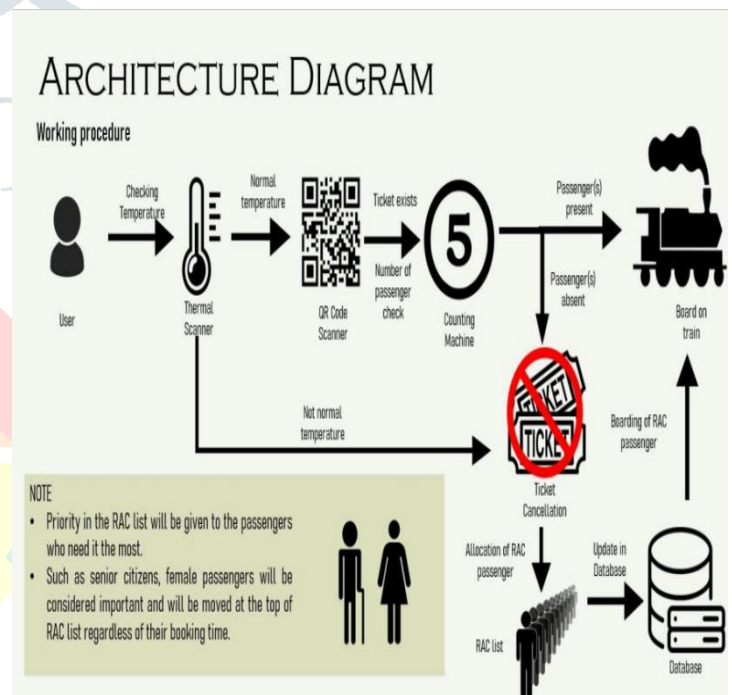 ARCHITECTURE DIAGRAM
Working procedure
Checking
Temperature
Normal
temperature
Ticket exists
Number of
passenger
check
5
Passenger(s)
present
Passenger(s)
absent
User
Thermal
Scanner
QR Code
Scanner
Counting
Machine
Board on
train
Not normal
temperature
TICKET
TICKET
Ticket
Cancellation
Boarding of RAC
passenger
Allocation of RAC
passenger
Update in
Database
RAC list
Database
NOTE
• Priority in the RAC list will be given to the passengers
who need it the most.
• Such as senior citizens, female passengers will be
considered important and will be moved at the top of
RAC list regardless of their booking time.